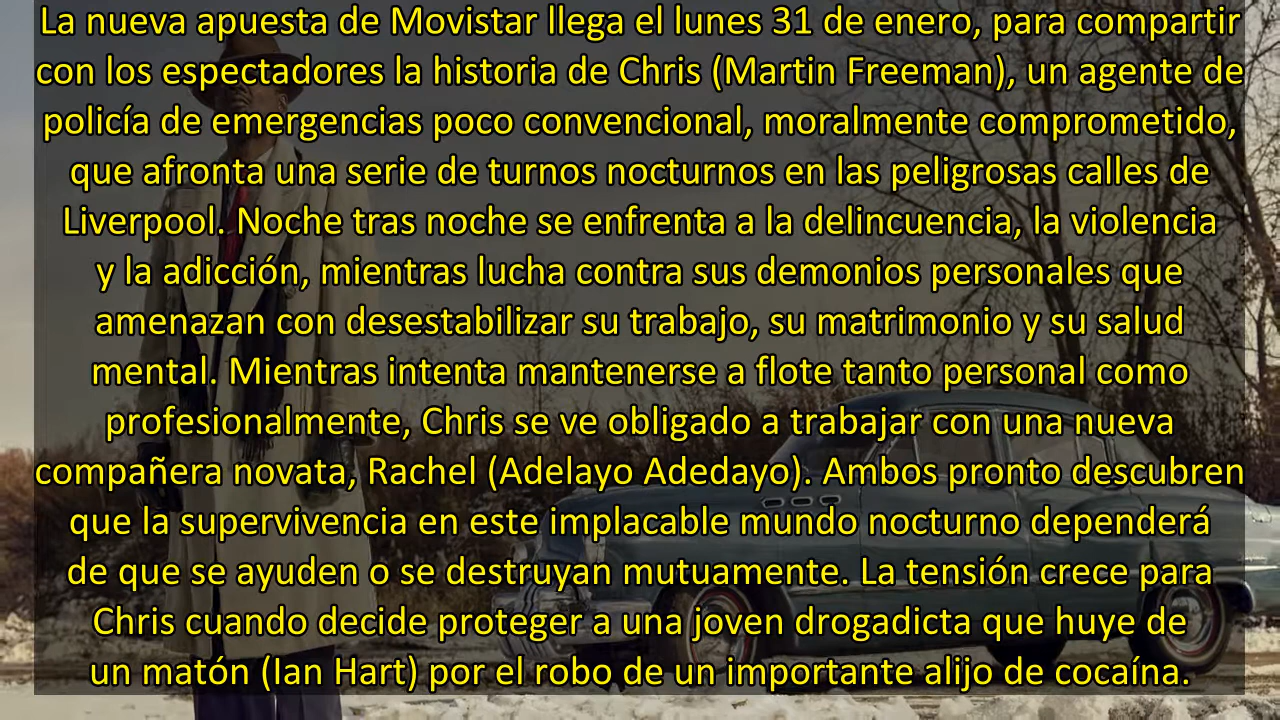 La nueva apuesta de Movistar llega el lunes 31 de enero, para compartir
con los espectadores la historia de Chris (Martin Freeman), un agente de
policía de emergencias poco convencional, moralmente comprometido,
que afronta una serie de turnos nocturnos en las peligrosas calles de
Liverpool. Noche tras noche se enfrenta a la delincuencia, la violencia
y la adicción, mientras lucha contra sus demonios personales que
amenazan con desestabilizar su trabajo, su matrimonio y su salud
mental. Mientras intenta mantenerse a flote tanto personal como
profesionalmente, Chris se ve obligado a trabajar con una nueva
compañera novata, Rachel (Adelayo Adedayo). Ambos pronto descubren
que la supervivencia en este implacable mundo nocturno dependerá
de que se ayuden o se destruyan mutuamente. La tensión crece para
Chris cuando decide proteger a una joven drogadicta que huye de
un matón (Ian Hart) por el robo de un importante alijo de cocaína.